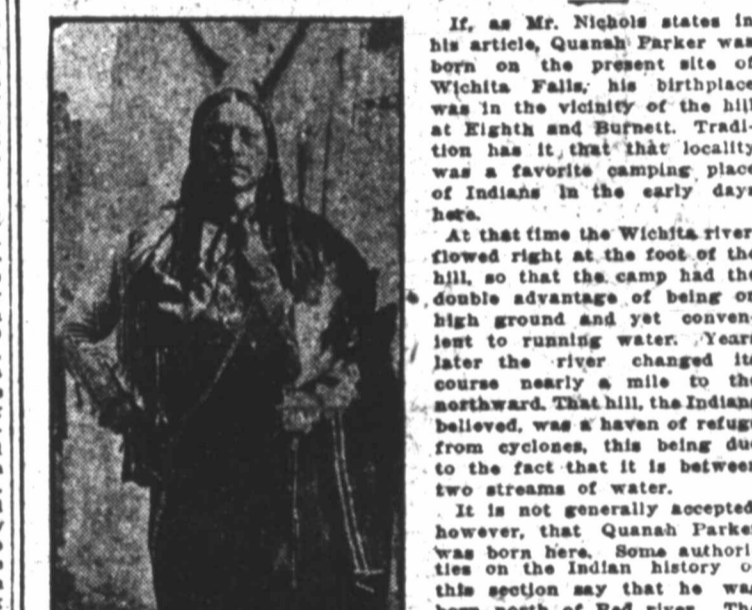 If, as Mr. Nichols states in
his article, Quanah Parker was
born on the present site of
Wichita Falls, his birthplace
was in the vicinity of the hill
at Eighth and Burnett. Tradi-
tion has it that that locality
was a favorite camping place
of Indians in the early days
here.
At that time the Wichita river
flowed right at the foot of the
hill, so that the camp had the
double advantage of being on
high ground and yet conven-
ient to running water. Years
later the river changed its
course nearly a mile to the
northward. That hill, the Indians
believed, was a haven of refuge
from cyclones, this being due
to the fact that it is between
two streams of water.
It is not generally accepted,
however, that Quanah Parker
was born here. Some authori-
ties on the Indian history of
this section say that he was